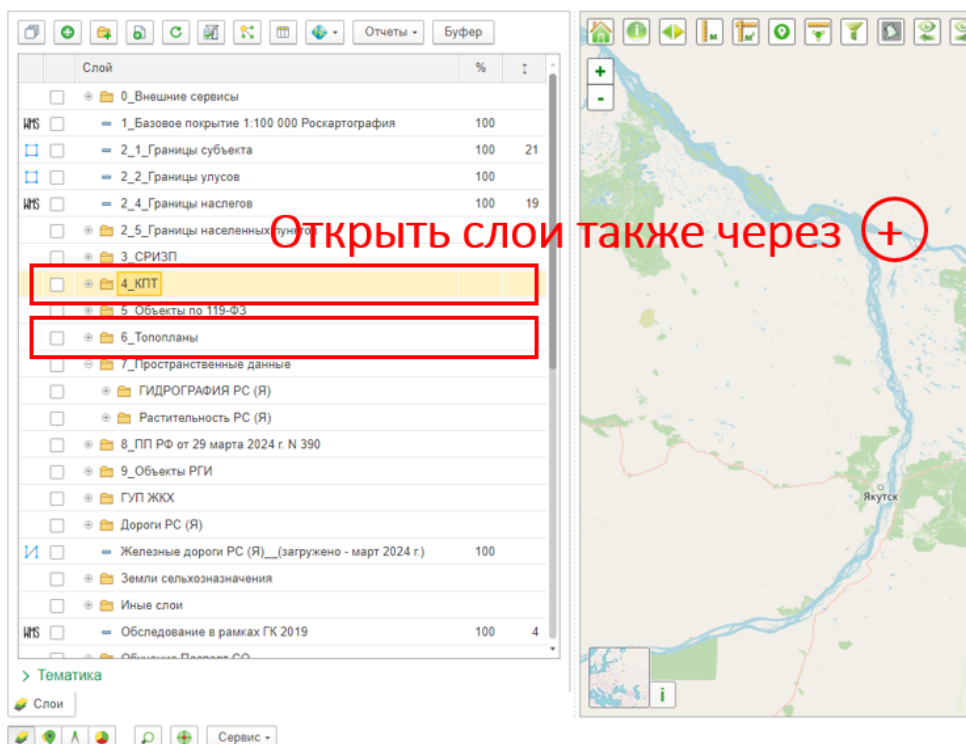 Отчеты
Буфер
Слой % ↕
0_Внешние сервисы
WMS 1_Базовое покрытие 1:100 000 Роскартография 100
2_1_Границы субъекта 100 21
2_2_Границы улусов 100
WMS 2_4_Границы наслегов 100 19
2_5_Границы населенных пунктов
Открыть слои также через +
3_СРИЗП
4_КПТ
5_Объекты по 119-ФЗ
6_Топопланы
7_Пространственные данные
ГИДРОГРАФИЯ РС (Я)
Растительность РС (Я)
8_ПП РФ от 29 марта 2024 г. N 390
9_Объекты РГИ
ГУП ЖКХ
Дороги РС (Я)
Железные дороги РС (Я)__(загружено - март 2024 г.) 100
Земли сельхозназначения
Иные слои
WMS Обследование в рамках ГК 2019 100 4
Обучение Паспорт СО
Тематика
Слои
Сервис
+
-
Якутск
i